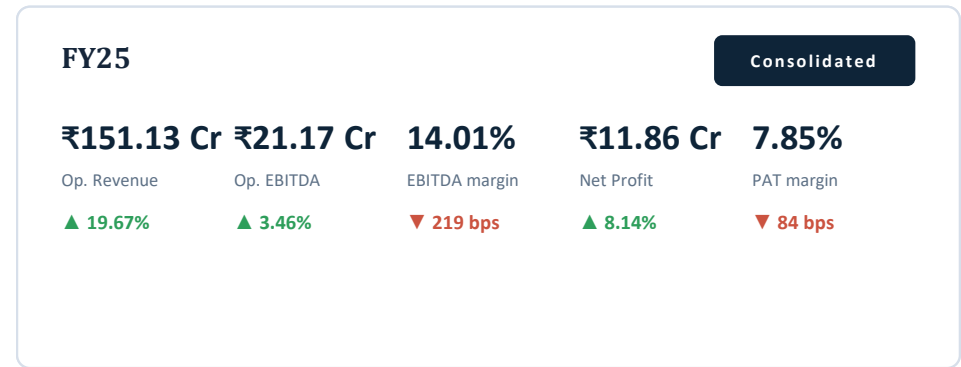 FY25
Consolidated
₹151.13 Cr ₹21.17 Cr 14.01% ₹11.86 Cr 7.85%
Op. Revenue Op. EBITDA EBITDA margin Net Profit PAT margin
▲ 19.67% ▲ 3.46% ▼ 219 bps ▲ 8.14% ▼ 84 bps